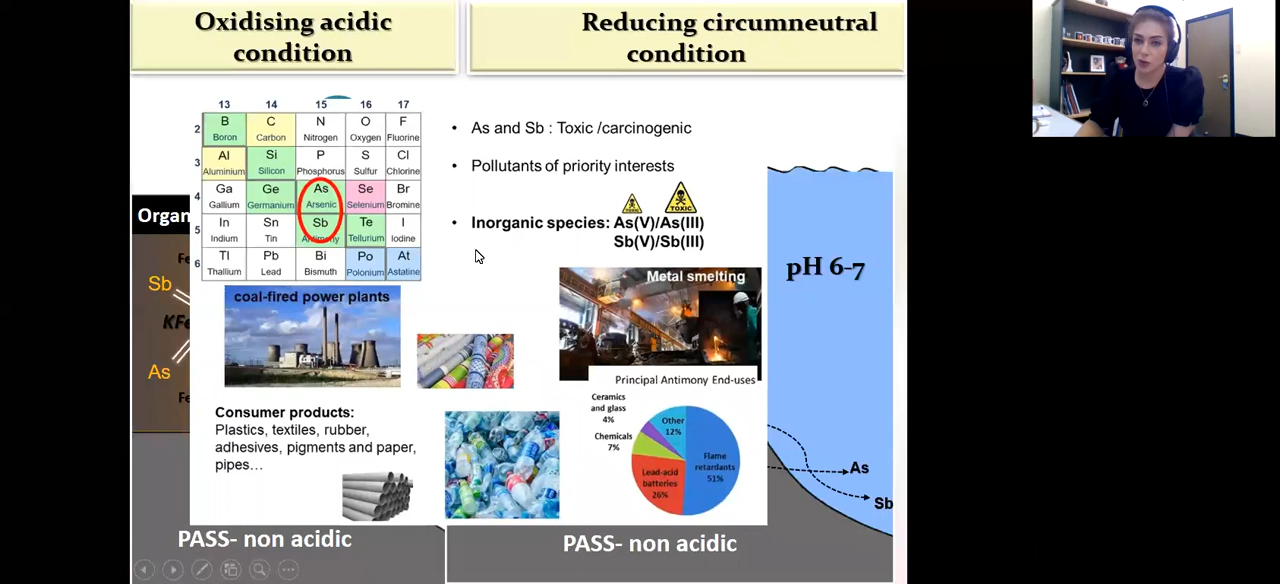 Oxidising acidic
condition
Reducing circumneutral
condition
13 14 15 16 17
2 B C N O F
Boron Carbon Nitrogen Oxygen Fluorine
3 Al Si P S Cl
Aluminium Silicon Phosphorus Sulfur Chlorine
4 Ga Ge As Se Br
Gallium Germanium Arsenic Selenium Bromine
5 In Sn Sb Te I
Indium Tin Antimony Tellurium Iodine
6 Tl Pb Bi Po At
Thallium Lead Bismuth Polonium Astatine
• As and Sb : Toxic /carcinogenic
• Pollutants of priority interests
TOXIC
• Inorganic species: As(V)/As(III)
Sb(V)/Sb(III)
Organ
Fe
Sb
KFe
As
Fe
coal-fired power plants
Metal smelting
pH 6-7
Consumer products:
Plastics, textiles, rubber,
adhesives, pigments and paper,
pipes…
Principal Antimony End-uses
Ceramics
and glass
4%
Other
12%
Chemicals
7%
Flame
retardants
51%
Lead-acid
batteries
26%
As
Sb
PASS- non acidic
PASS- non acidic